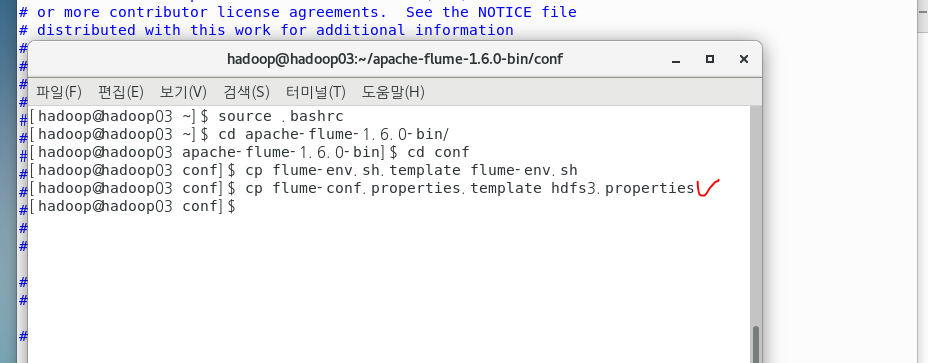 # or more contributor license agreements.  See the NOTICE file
# distributed with this work for additional information
#
hadoop@hadoop03:~/apache-flume-1.6.0-bin/conf
파일(F) 편집(E) 보기(V) 검색(S) 터미널(T) 도움말(H)
[hadoop@hadoop03 ~]$ source .bashrc
[hadoop@hadoop03 ~]$ cd apache-flume-1.6.0-bin/
[hadoop@hadoop03 apache-flume-1.6.0-bin]$ cd conf
[hadoop@hadoop03 conf]$ cp flume-env.sh.template flume-env.sh
[hadoop@hadoop03 conf]$ cp flume-conf.properties.template hdfs3.properties
[hadoop@hadoop03 conf]$
#
#
#